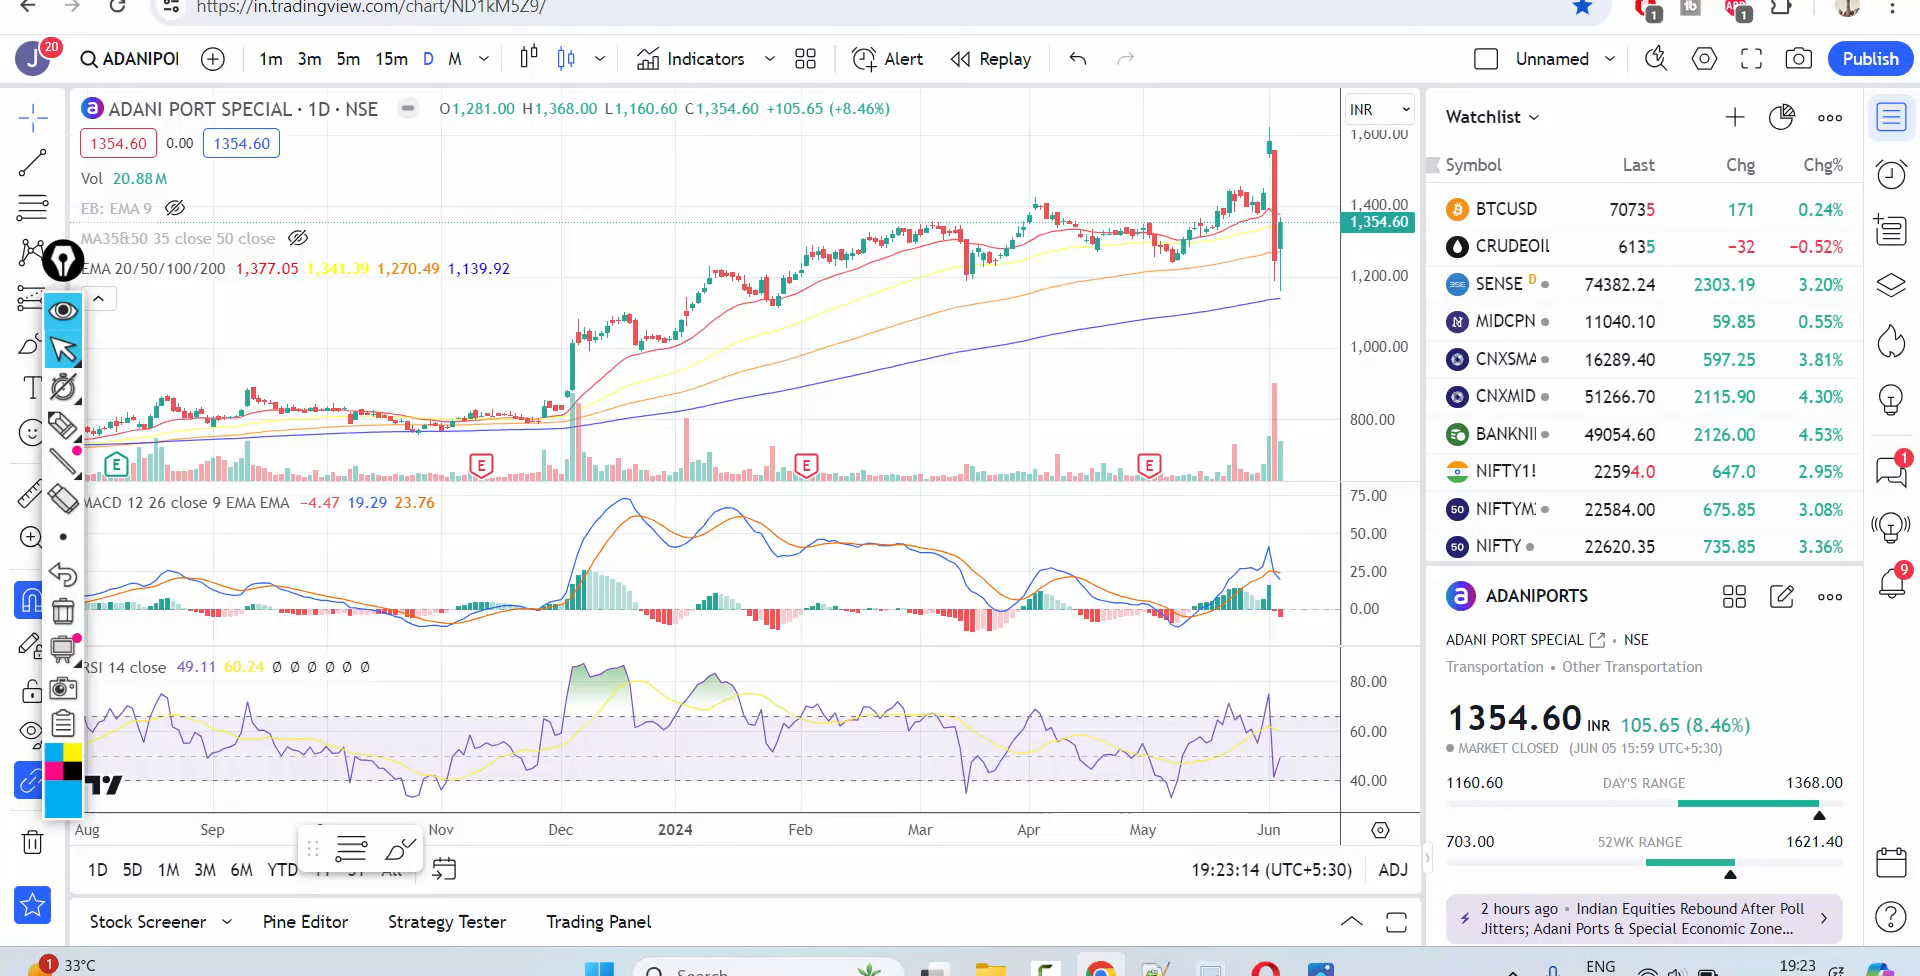 https://in.tradingview.com/chart/ND1kM5Z9/
1
1
J 20 ADANIPOI 1m 3m 5m 15m D M Indicators Alert Replay Unnamed Publish
ADANI PORT SPECIAL · 1D · NSE O1,281.00 H1,368.00 L1,160.60 C1,354.60 +105.65 (+8.46%) INR
1354.60 0.00 1354.60
Vol 20.88M
EB: EMA 9
MA35&50 35 close 50 close
EMA 20/50/100/200 1,377.05 1,341.39 1,270.49 1,139.92
1,600.00
1,400.00
1,354.60
1,200.00
1,000.00
800.00
E E E E
MACD 12 26 close 9 EMA EMA −4.47 19.29 23.76
75.00
50.00
25.00
0.00
RSI 14 close 49.11 60.24 Ø Ø Ø Ø Ø Ø
80.00
60.00
40.00
Aug Sep Nov Dec 2024 Feb Mar Apr May Jun
1D 5D 1M 3M 6M YTD 19:23:14 (UTC+5:30) ADJ
Stock Screener Pine Editor Strategy Tester Trading Panel
Watchlist
Symbol Last Chg Chg%
BTCUSD 70735 171 0.24%
CRUDEOIL 6135 −32 −0.52%
SENSE D 74382.24 2303.19 3.20%
MIDCPN 11040.10 59.85 0.55%
CNXSMA 16289.40 597.25 3.81%
CNXMID 51266.70 2115.90 4.30%
BANKNI 49054.60 2126.00 4.53%
NIFTY1! 22594.0 647.0 2.95%
50 NIFTYM 22584.00 675.85 3.08%
50 NIFTY 22620.35 735.85 3.36%
1
9
a ADANIPORTS
ADANI PORT SPECIAL · NSE
Transportation • Other Transportation
1354.60 INR 105.65 (8.46%)
MARKET CLOSED (JUN 05 15:59 UTC+5:30)
1160.60 DAY'S RANGE 1368.00
703.00 52WK RANGE 1621.40
2 hours ago • Indian Equities Rebound After Poll
Jitters; Adani Ports & Special Economic Zone...
1 33°C Search ENG 19:23